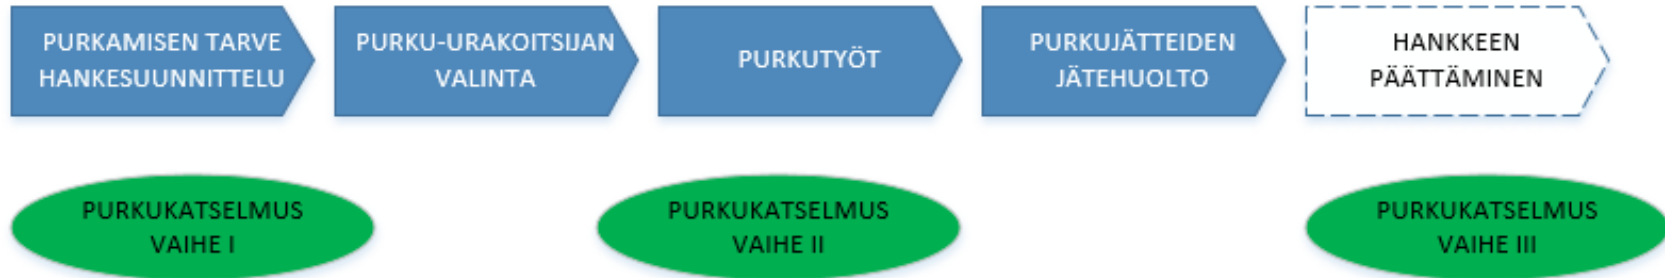 PURKAMISEN TARVE
HANKESUUNNITTELU
PURKU-URAKOITSIJAN
VALINTA
PURKUTYÖT
PURKUJÄTTEIDEN
JÄTEHUOLTO
HANKKEEN
PÄÄTTÄMINEN
PURKUKATSELMUS
VAIHE I
PURKUKATSELMUS
VAIHE II
PURKUKATSELMUS
VAIHE III